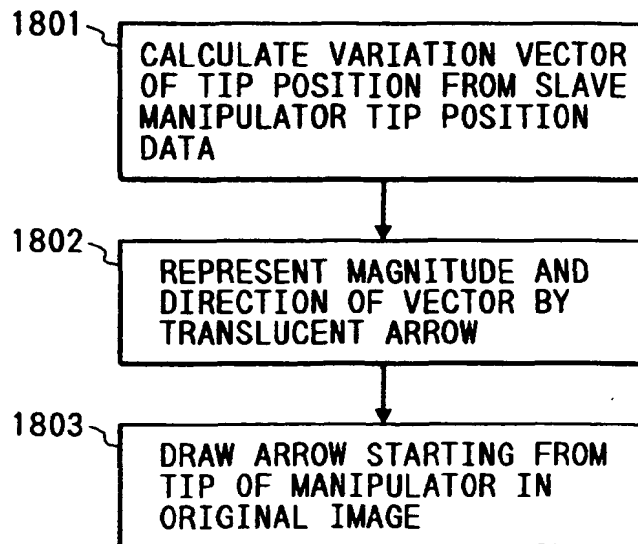 1801
CALCULATE VARIATION VECTOR
OF TIP POSITION FROM SLAVE
MANIPULATOR TIP POSITION
DATA
1802
REPRESENT MAGNITUDE AND
DIRECTION OF VECTOR BY
TRANSLUCENT ARROW
1803
DRAW ARROW STARTING FROM
TIP OF MANIPULATOR IN
ORIGINAL IMAGE